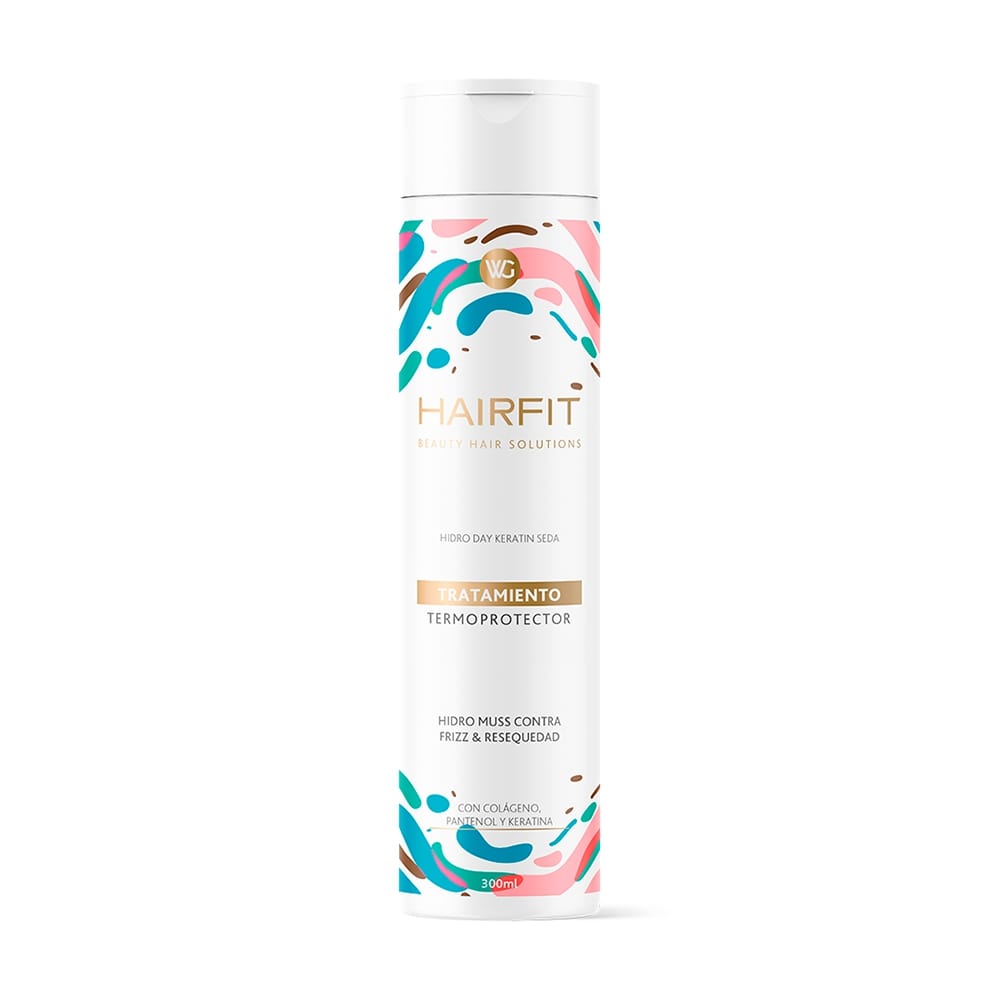 WG
HAIRFIT
BEAUTY HAIR SOLUTIONS
HIDRO DAY KERATIN SEDA
TRATAMIENTO
TERMOPROTECTOR
HIDRO MUSS CONTRA
FRIZZ & RESEQUEDAD
CON COLÁGENO,
PANTENOL Y KERATINA
300ml